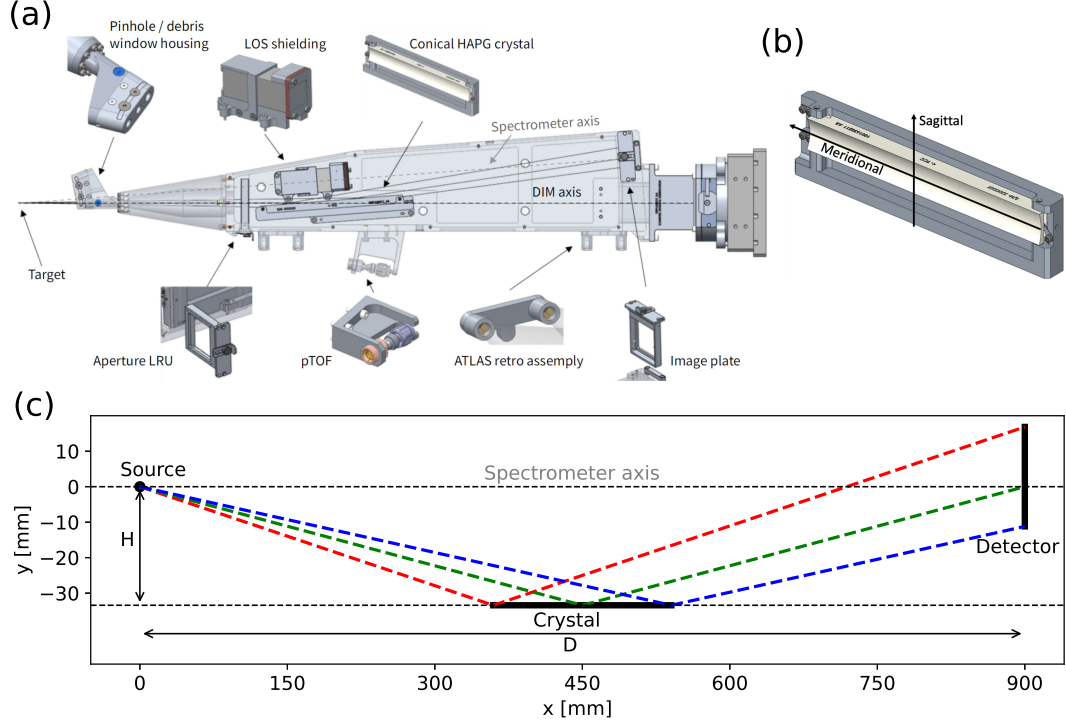 (a)
Pinhole / debris
window housing
LOS shielding
Conical HAPG crystal
Spectrometer axis
DIM axis
Target
Aperture LRU
pTOF
ATLAS retro assembly
Image plate
(b)
Sagittal
Meridional
(c)
Source
Spectrometer axis
H
Crystal
D
Detector
y [mm]
10
0
−10
−20
−30
0
150
300
450
600
750
900
x [mm]